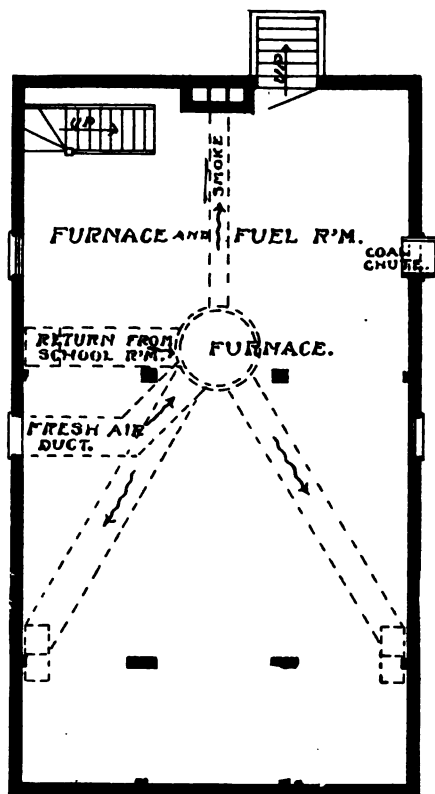 UP
UP
SMOKE
FURNACE AND FUEL R'M.
COAL
CHUTE.
RETURN FROM
SCHOOL R'M.
FURNACE.
FRESH AIR
DUCT.